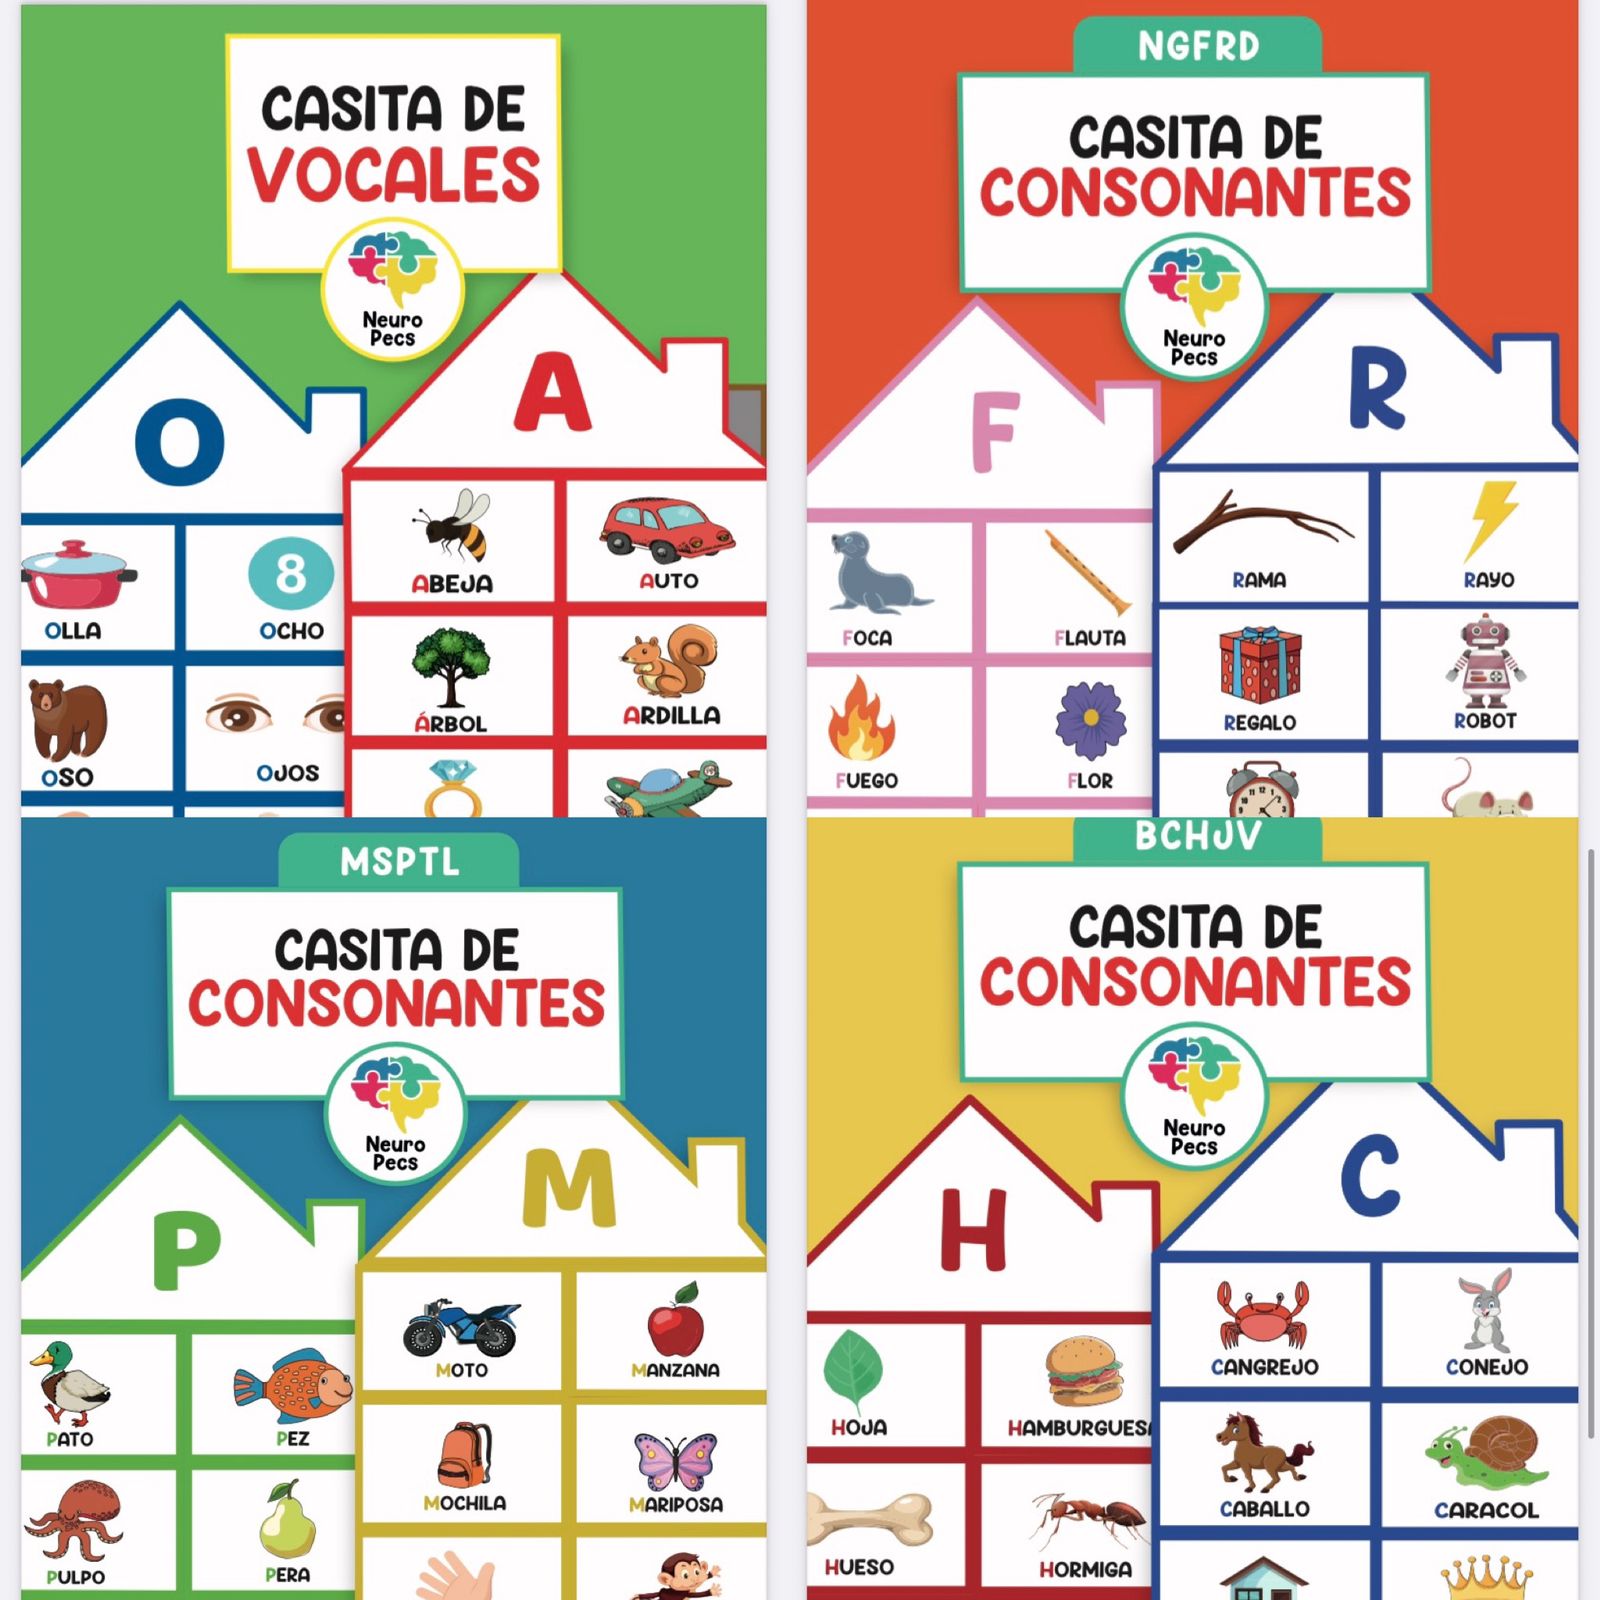 CASITA DE
VOCALES
Neuro
Pecs
O
A
OLLA
8
OCHO
ABEJA
AUTO
OSO
OJOS
ÁRBOL
ARDILLA
NGFRD
CASITA DE
CONSONANTES
Neuro
Pecs
F
R
FOCA
FLAUTA
RAMA
RAYO
FUEGO
FLOR
REGALO
ROBOT
MSPTL
CASITA DE
CONSONANTES
Neuro
Pecs
P
M
PATO
PEZ
MOTO
MANZANA
PULPO
PERA
MOCHILA
MARIPOSA
BCHJV
CASITA DE
CONSONANTES
Neuro
Pecs
H
C
HOJA
HAMBURGUESA
CANGREJO
CONEJO
HUESO
HORMIGA
CABALLO
CARACOL